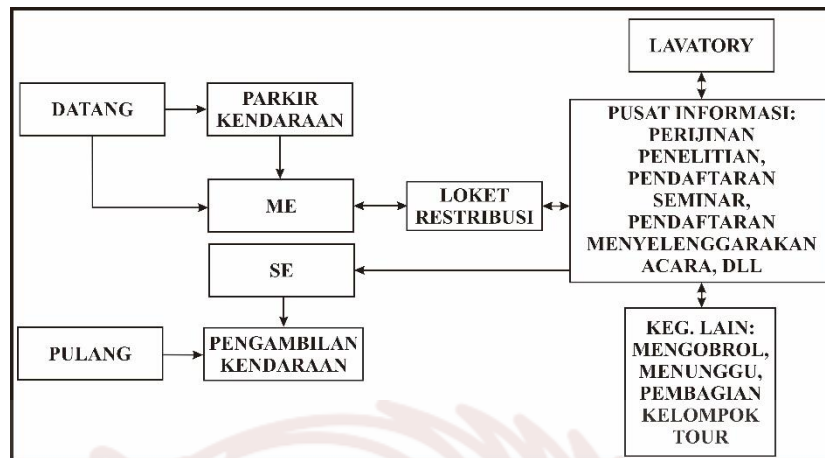 LAVATORY
DATANG
PARKIR
KENDARAAN
PUSAT INFORMASI:
PERIJINAN
PENELITIAN,
PENDAFTARAN
SEMINAR,
PENDAFTARAN
MENYELENGGARAKAN
ACARA, DLL
ME
LOKET
RESTRIBUSI
SE
PULANG
PENGAMBILAN
KENDARAAN
KEG. LAIN:
MENGOBROL,
MENUNGGU,
PEMBAGIAN
KELOMPOK
TOUR